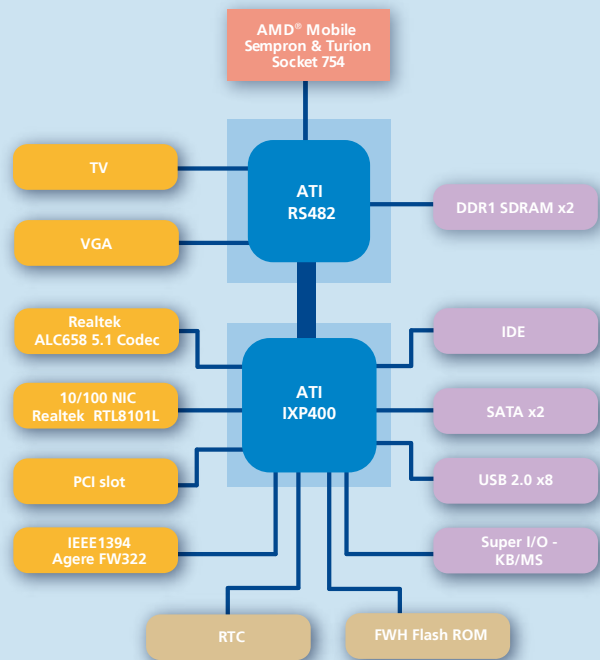 AMD® Mobile
Sempron & Turion
Socket 754
TV
ATI
RS482
DDR1 SDRAM x2
VGA
Realtek
ALC658 5.1 Codec
IDE
10/100 NIC
Realtek RTL8101L
ATI
IXP400
SATA x2
PCI slot
USB 2.0 x8
IEEE1394
Agere FW322
Super I/O -
KB/MS
RTC
FWH Flash ROM